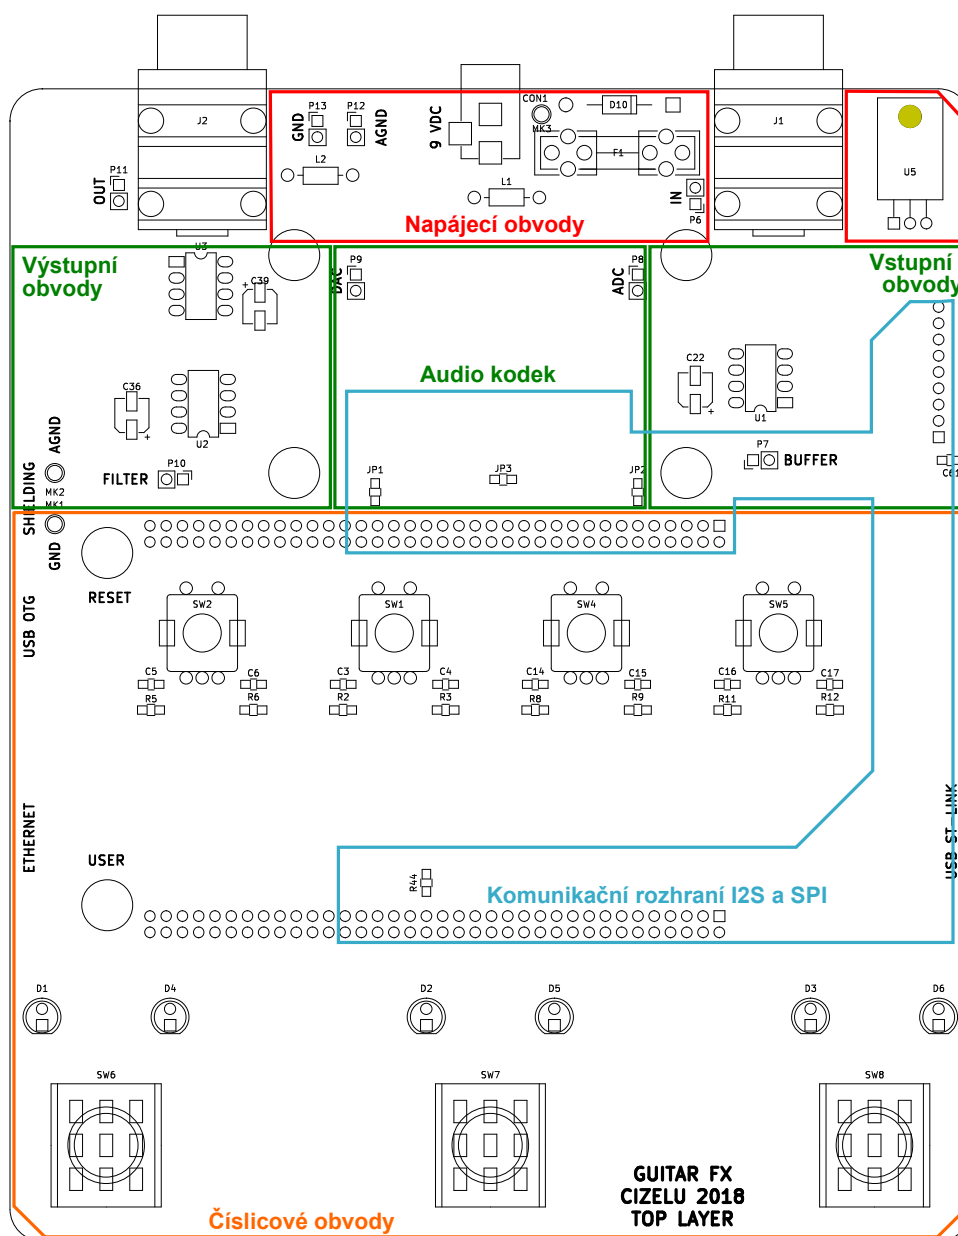 J2
P13
P12
CON1
D10
J1
GND
AGND
9 VDC
MK3
F1
U5
P11
OUT
L2
L1
IN
P6
Napájecí obvody
U3
Výstupní
obvody
C39
P9
DAC
P8
ADC
Vstupní
obvody
Audio kodek
C36
C22
U2
U1
AGND
SHIELDING
FILTER
P10
JP1
JP3
JP2
P7
BUFFER
C61
MK2
MK1
GND
RESET
USB OTG
SW2
SW1
SW4
SW5
C5
C6
C3
C4
C14
C15
C16
C17
R5
R6
R2
R3
R8
R9
R11
R12
ETHERNET
USB ST-LINK
USER
R44
Komunikační rozhraní I2S a SPI
D1
D4
D2
D5
D3
D6
SW6
SW7
SW8
GUITAR FX
CIZELU 2018
TOP LAYER
Číslicové obvody